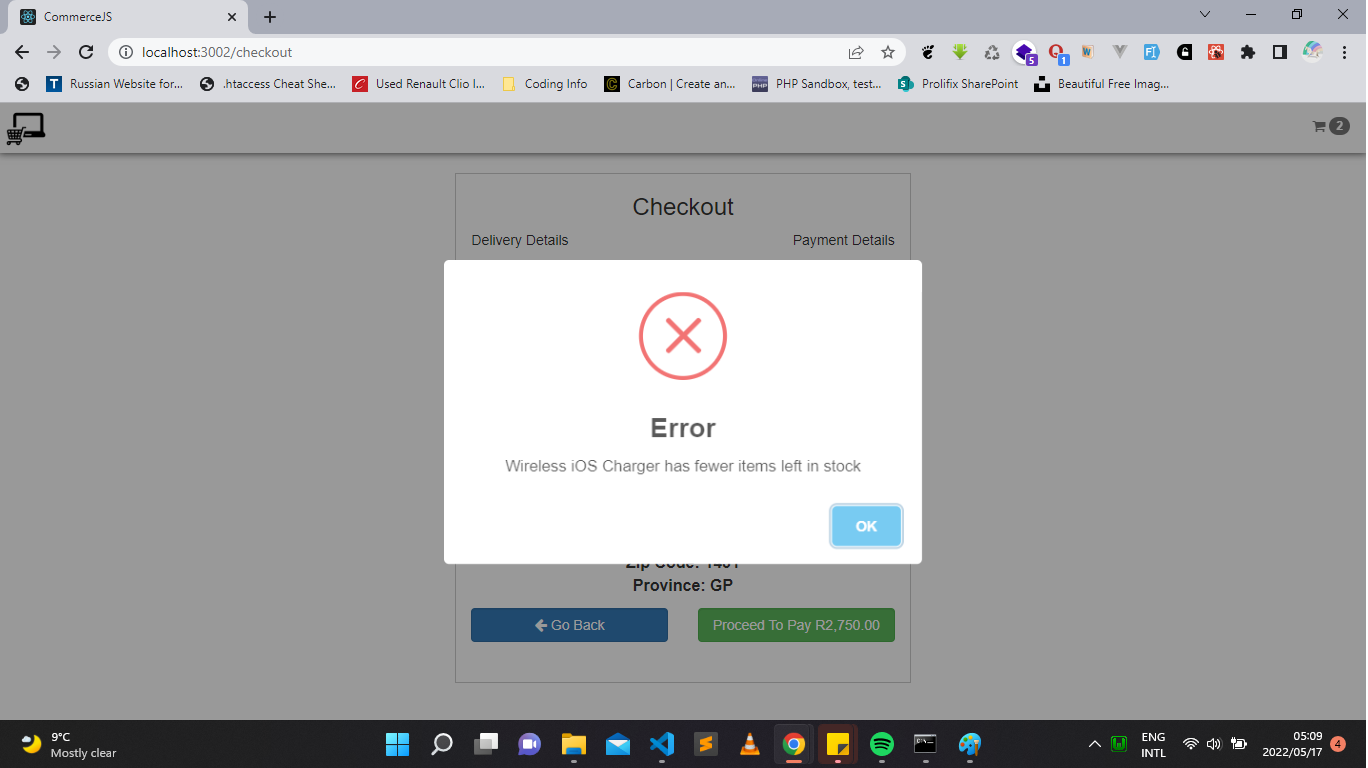 CommerceJS
localhost:3002/checkout
5
1
Russian Website for...
.htaccess Cheat She...
Used Renault Clio I...
Coding Info
Carbon | Create an...
PHP Sandbox, test...
Prolifix SharePoint
Beautiful Free Imag...
2
Checkout
Delivery Details
Payment Details
Error
Wireless iOS Charger has fewer items left in stock
OK
Zip Code: 1401
Province: GP
Go Back
Proceed To Pay R2,750.00
9°C
Mostly clear
ENG
INTL
05:09
2022/05/17
4